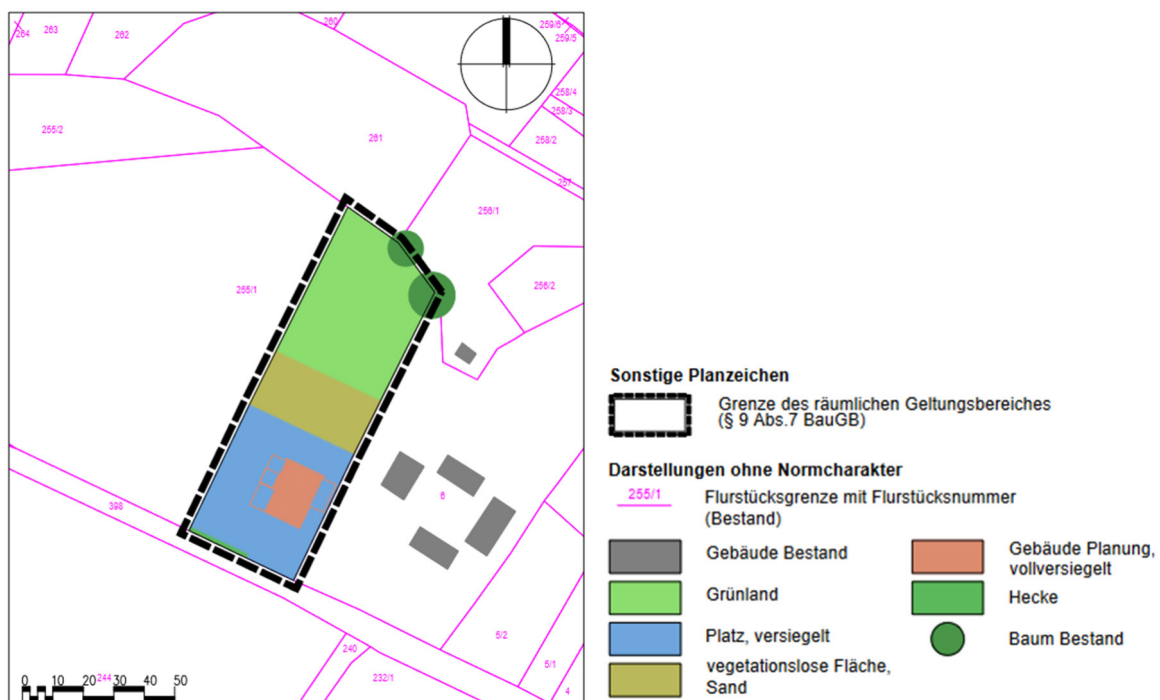 264
263
262
260
259/6
259/5
258/4
258/3
258/2
257
261
256/1
256/2
255/1
6
398
5/2
5/1
4
240
232/1
244
0 10 20 30 40 50
Sonstige Planzeichen
Grenze des räumlichen Geltungsbereiches
(§ 9 Abs.7 BauGB)
Darstellungen ohne Normcharakter
255/1
Flurstücksgrenze mit Flurstücksnummer
(Bestand)
Gebäude Bestand
Grünland
Platz, versiegelt
vegetationslose Fläche,
Sand
Gebäude Planung,
vollversiegelt
Hecke
Baum Bestand